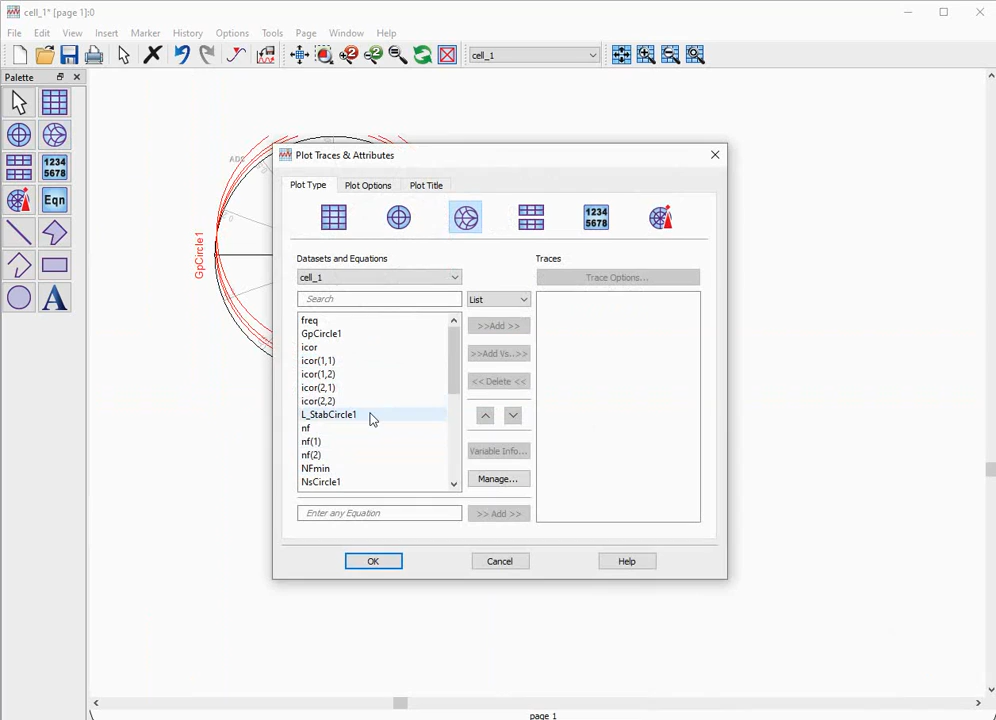 cell_1* [page 1]:0
File Edit View Insert Marker History Options Tools Page Window Help
cell_1
Palette
1234
5678
Eqn
A
ADS
GpCircle1
Plot Traces & Attributes
Plot Type Plot Options Plot Title
1234
5678
Datasets and Equations
Traces
cell_1
Trace Options...
Search
List
freq
GpCircle1
icor
icor(1,1)
icor(1,2)
icor(2,1)
icor(2,2)
L_StabCircle1
nf
nf(1)
nf(2)
NFmin
NsCircle1
>>Add >>
>>Add Vs..>>
<< Delete <<
Variable Info...
Manage...
Enter any Equation
>> Add >>
OK
Cancel
Help
page 1